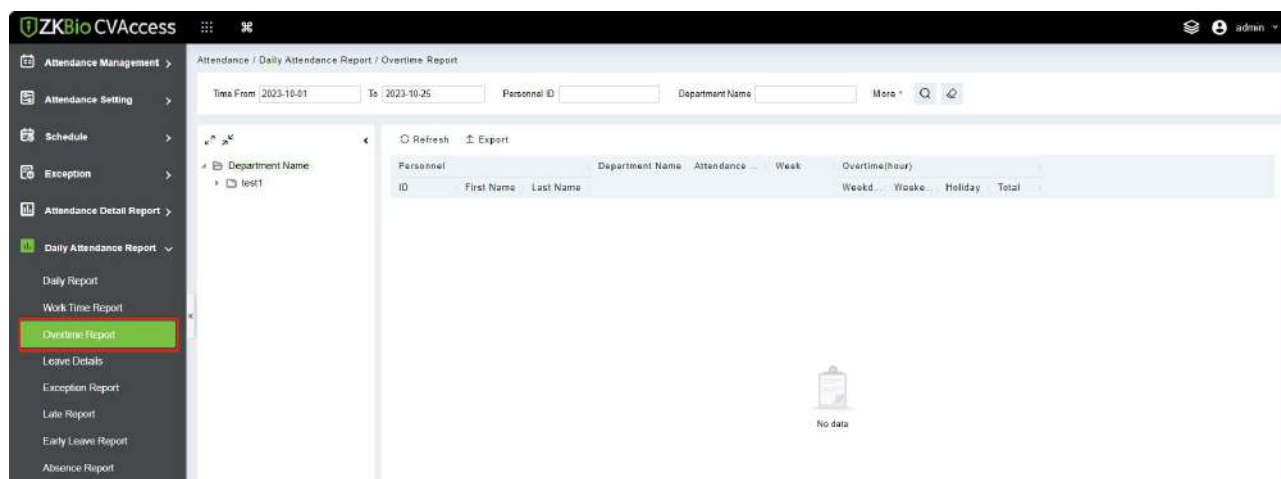 ZKBio CVAccess
admin
Attendance Management
Attendance / Daily Attendance Report / Overtime Report
Attendance Setting
Time From 2023-10-01 To 2023-10-25 Personnel ID Department Name More
Schedule
Refresh Export
Exception
Department Name
test1
Personnel Department Name Attendance ... Week Overtime(hour)
ID First Name Last Name Weekd... Weeke... Holiday Total
Attendance Detail Report
Daily Attendance Report
Daily Report
Work Time Report
Overtime Report
Leave Details
Exception Report
Late Report
Early Leave Report
Absence Report
No data